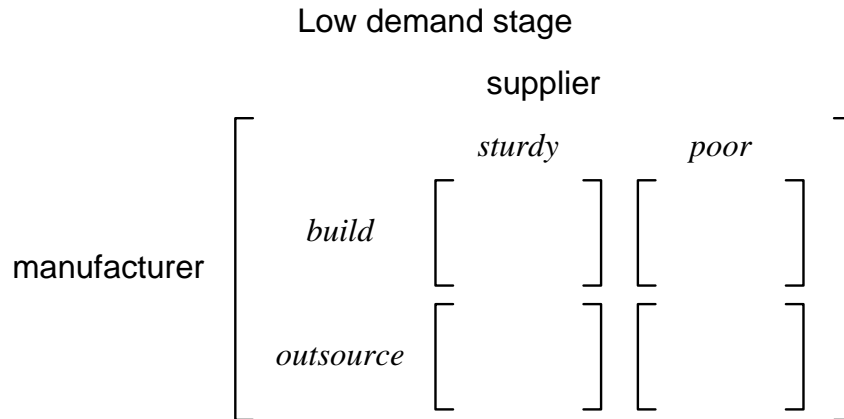 Low demand stage
supplier
sturdy poor
build
manufacturer
outsource